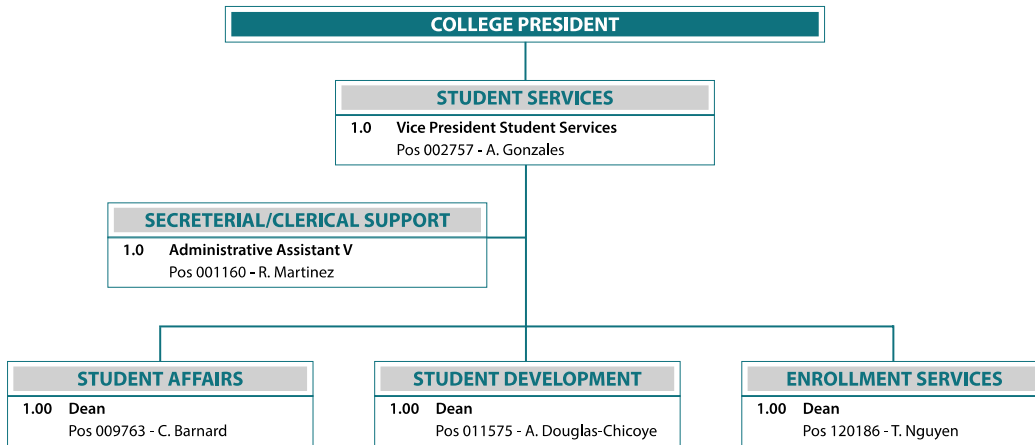 COLLEGE PRESIDENT
STUDENT SERVICES
1.0 Vice President Student Services
Pos 002757 - A. Gonzales
SECRETERIAL/CLERICAL SUPPORT
1.0 Administrative Assistant V
Pos 001160 - R. Martinez
STUDENT AFFAIRS
1.00 Dean
Pos 009763 - C. Barnard
STUDENT DEVELOPMENT
1.00 Dean
Pos 011575 - A. Douglas-Chicoye
ENROLLMENT SERVICES
1.00 Dean
Pos 120186 - T. Nguyen